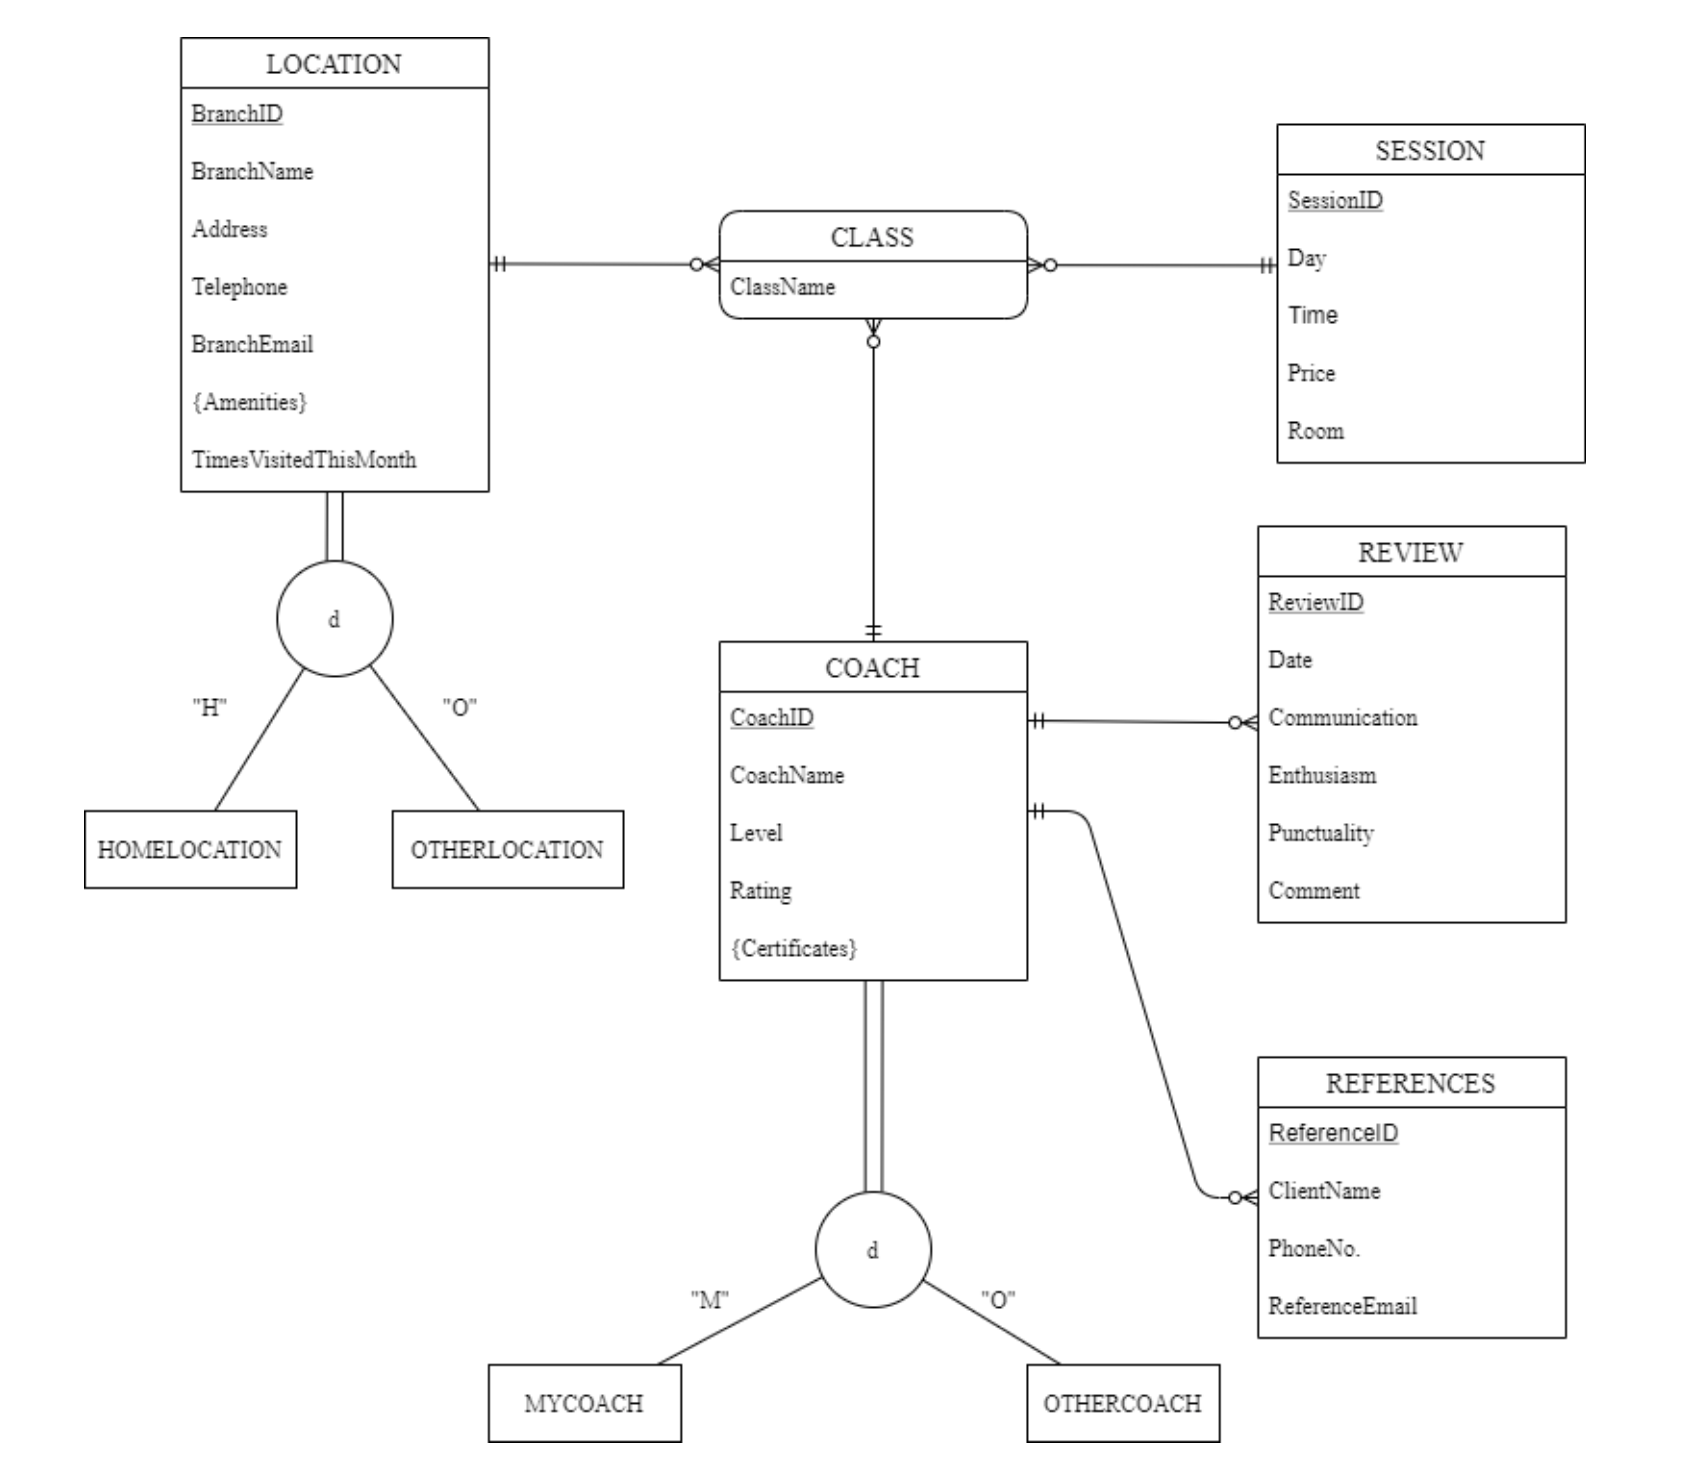 LOCATION
BranchID
BranchName
Address
Telephone
BranchEmail
{Amenities}
TimesVisitedThisMonth
d
"H"
"O"
HOMELOCATION
OTHERLOCATION
CLASS
ClassName
SESSION
SessionID
Day
Time
Price
Room
COACH
CoachID
CoachName
Level
Rating
{Certificates}
d
"M"
"O"
MYCOACH
OTHERCOACH
REVIEW
ReviewID
Date
Communication
Enthusiasm
Punctuality
Comment
REFERENCES
ReferenceID
ClientName
PhoneNo.
ReferenceEmail